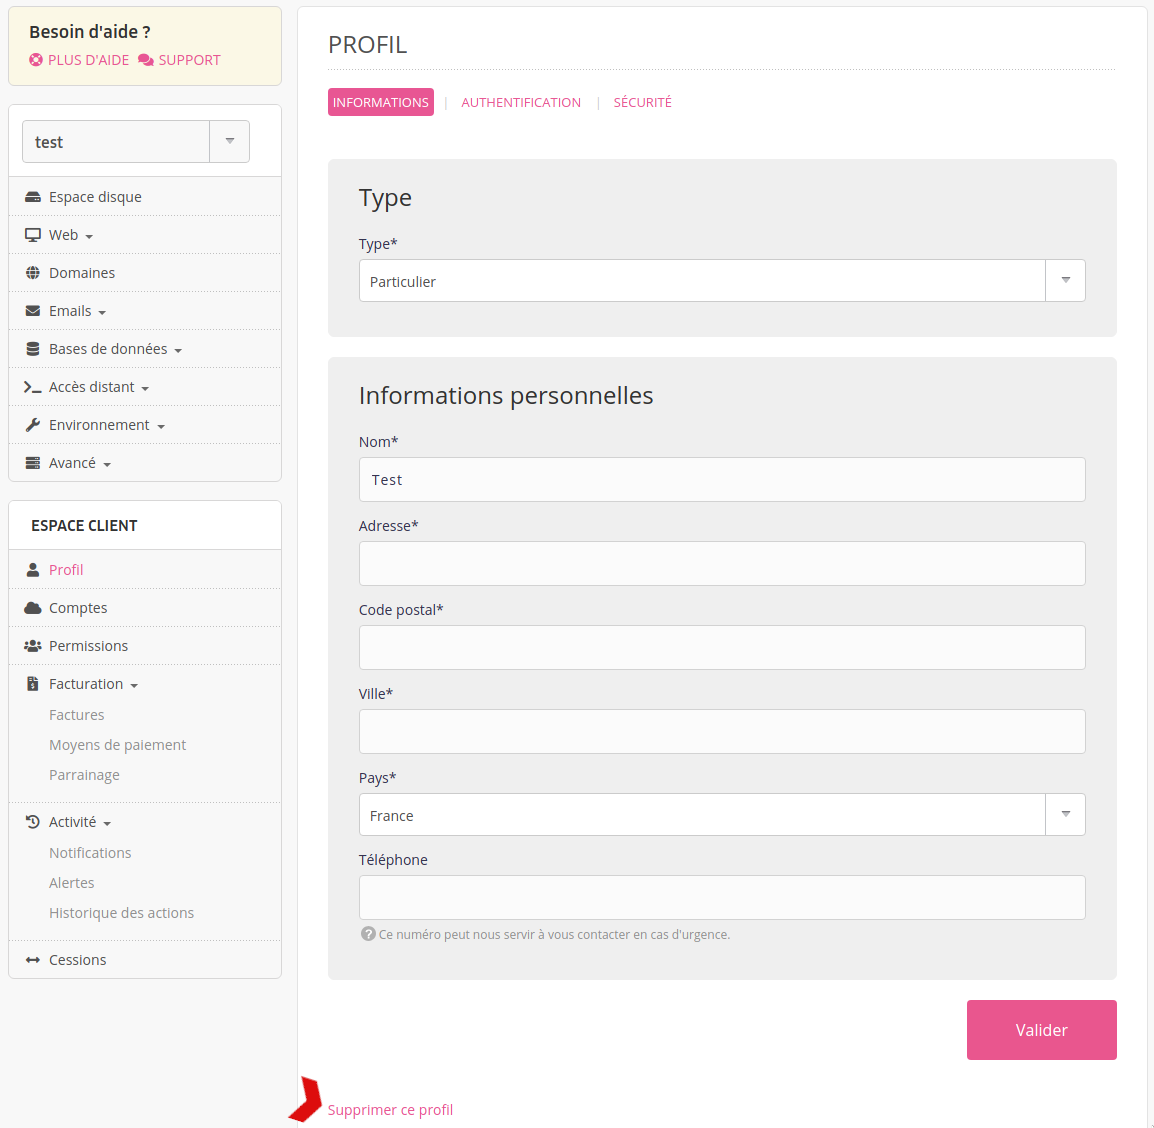 Besoin d'aide ?
PLUS D'AIDE SUPPORT
test
Espace disque
Web
Domaines
Emails
Bases de données
Accès distant
Environnement
Avancé
ESPACE CLIENT
Profil
Comptes
Permissions
Facturation
Factures
Moyens de paiement
Parrainage
Activité
Notifications
Alertes
Historique des actions
Cessions
PROFIL
INFORMATIONS | AUTHENTIFICATION | SÉCURITÉ
Type
Type*
Particulier
Informations personnelles
Nom*
Test
Adresse*
Code postal*
Ville*
Pays*
France
Téléphone
? Ce numéro peut nous servir à vous contacter en cas d'urgence.
Valider
Supprimer ce profil